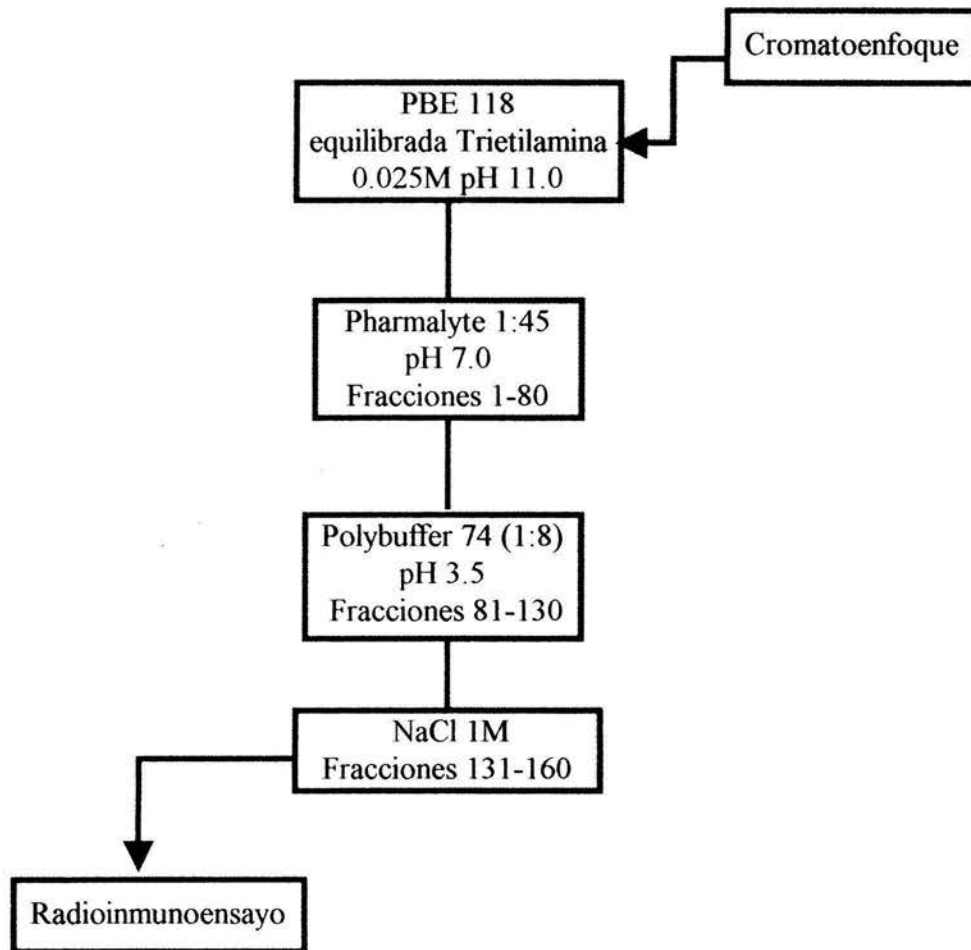 Cromatoenfoque
PBE 118
equilibrada Trietilamina
0.025M pH 11.0
Pharmalyte 1:45
pH 7.0
Fracciones 1-80
Polybuffer 74 (1:8)
pH 3.5
Fracciones 81-130
NaCl 1M
Fracciones 131-160
Radioinmunoensayo